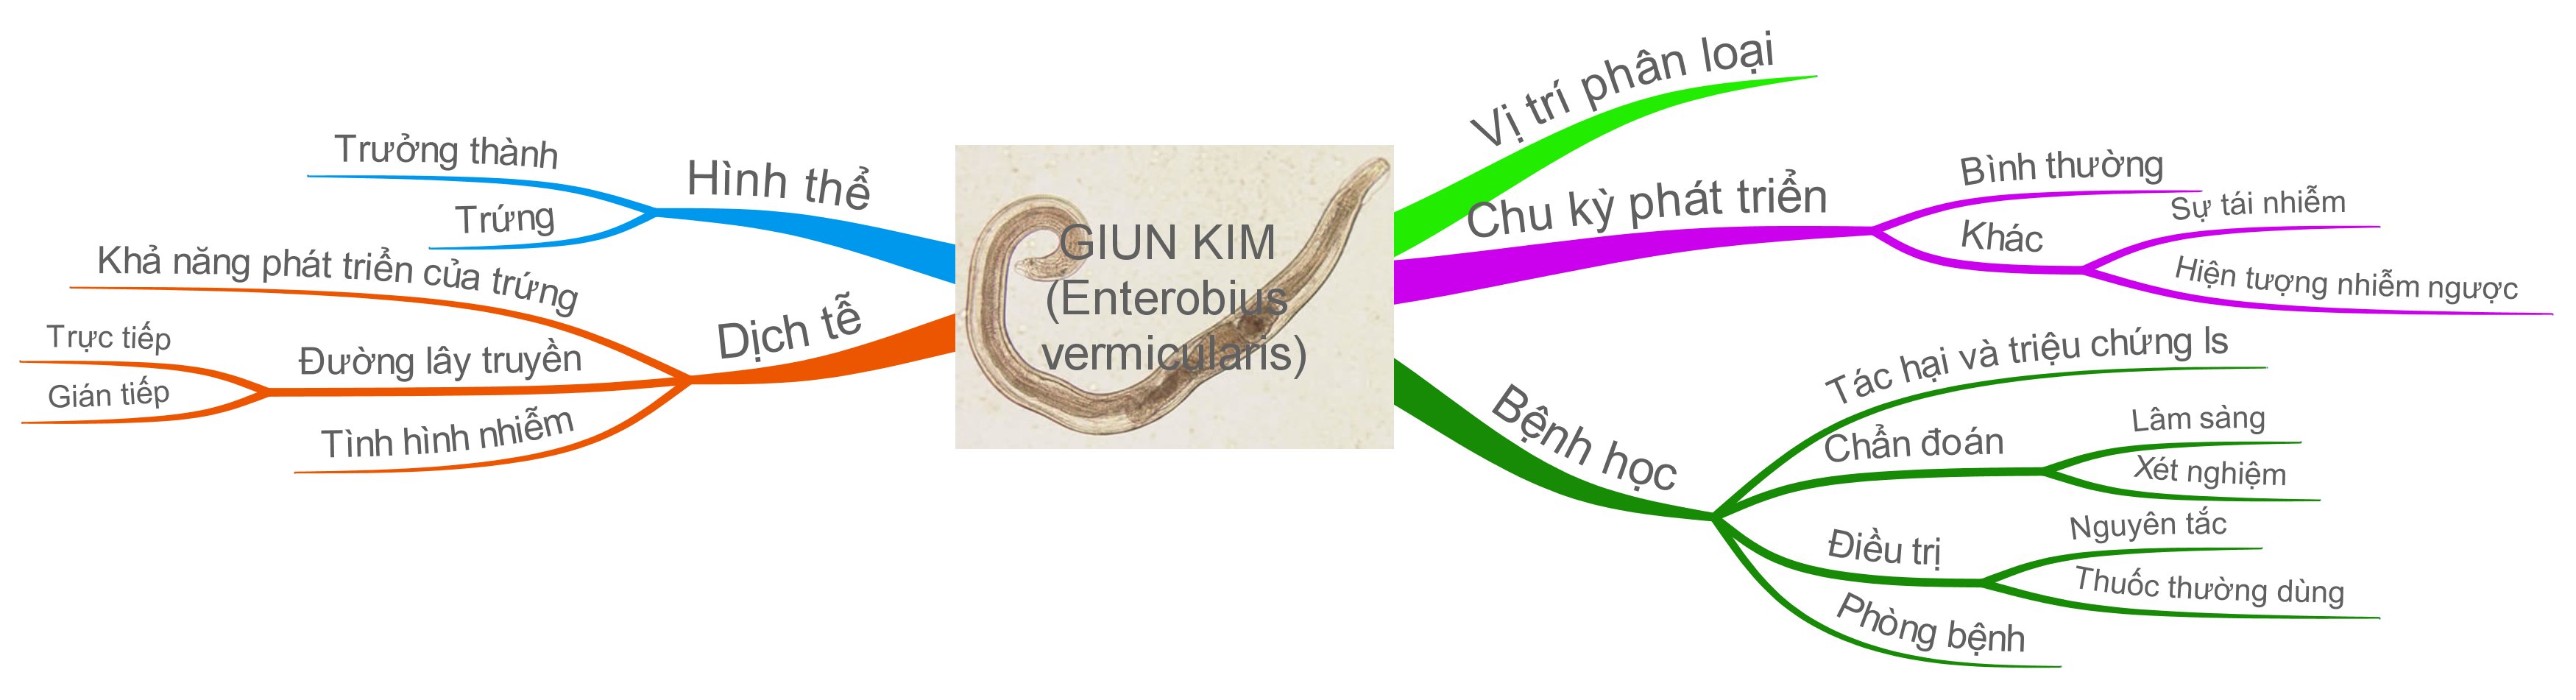 GIUN KIM
(Enterobius
vermicularis)
Vị trí phân loại
Chu kỳ phát triển
Bình thường
Khác
Sự tái nhiễm
Hiện tượng nhiễm ngược
Bệnh học
Tác hại và triệu chứng ls
Chẩn đoán
Lâm sàng
Xét nghiệm
Điều trị
Nguyên tắc
Thuốc thường dùng
Phòng bệnh
Hình thể
Trưởng thành
Trứng
Dịch tễ
Khả năng phát triển của trứng
Đường lây truyền
Trực tiếp
Gián tiếp
Tình hình nhiễm